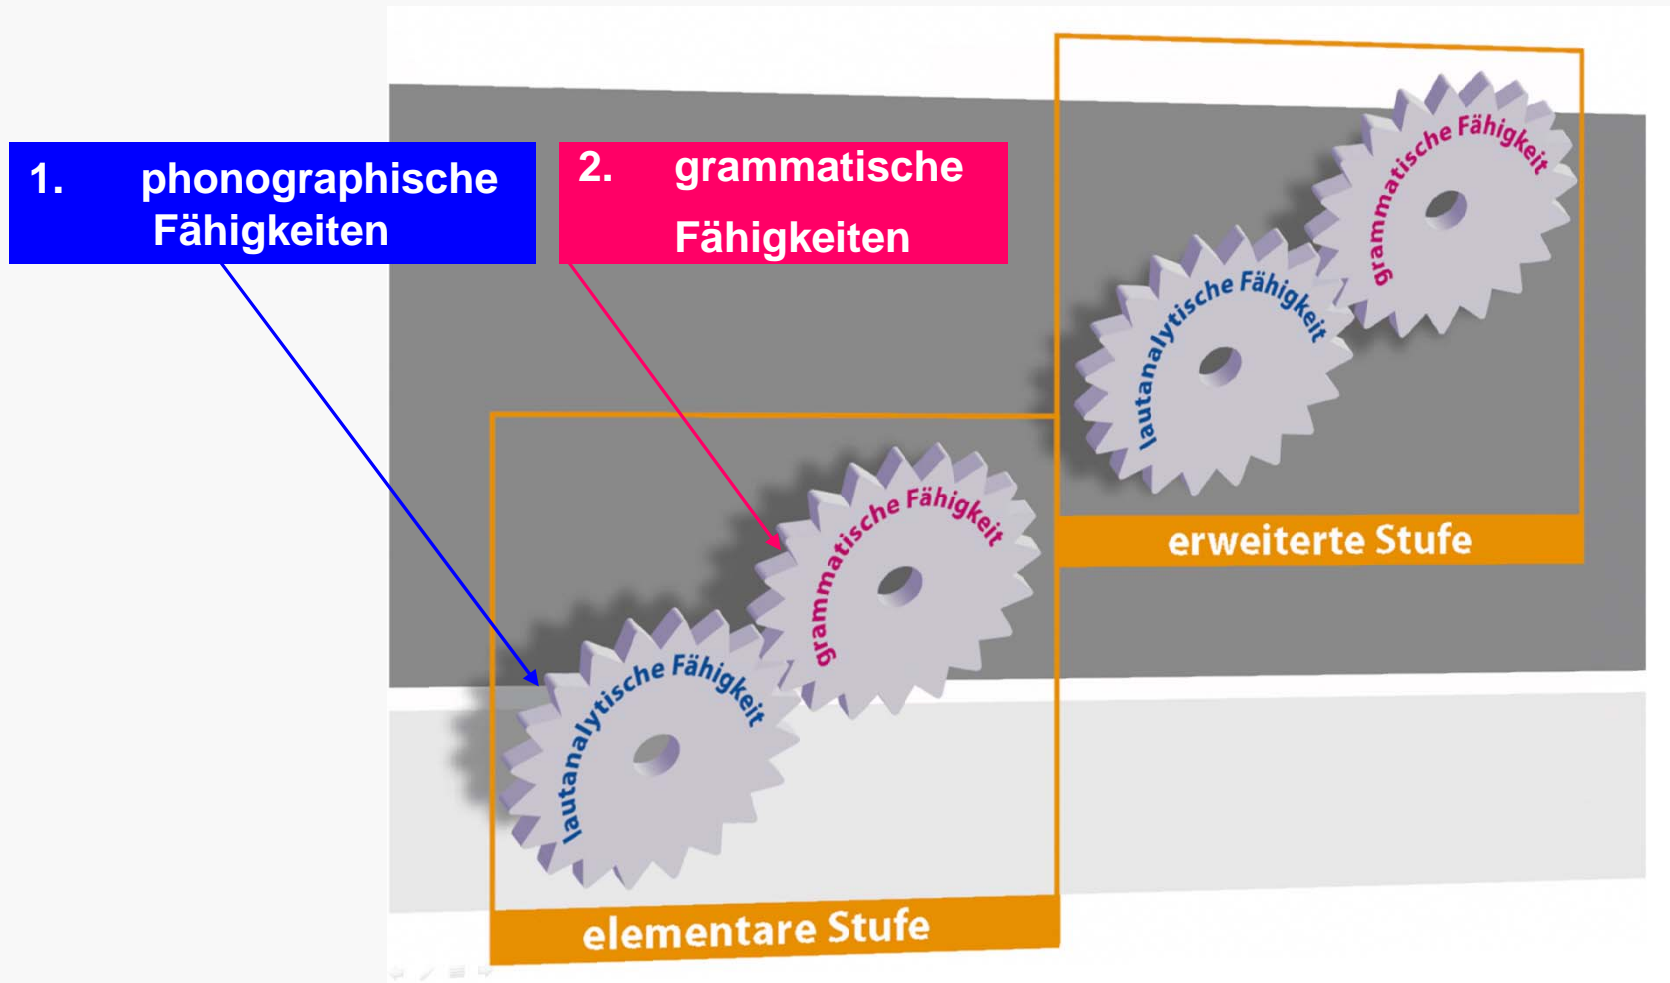 1. phonographische
Fähigkeiten
2. grammatische
Fähigkeiten
grammatische Fähigkeit
lautanalytische Fähigkeit
erweiterte Stufe
grammatische Fähigkeit
lautanalytische Fähigkeit
elementare Stufe